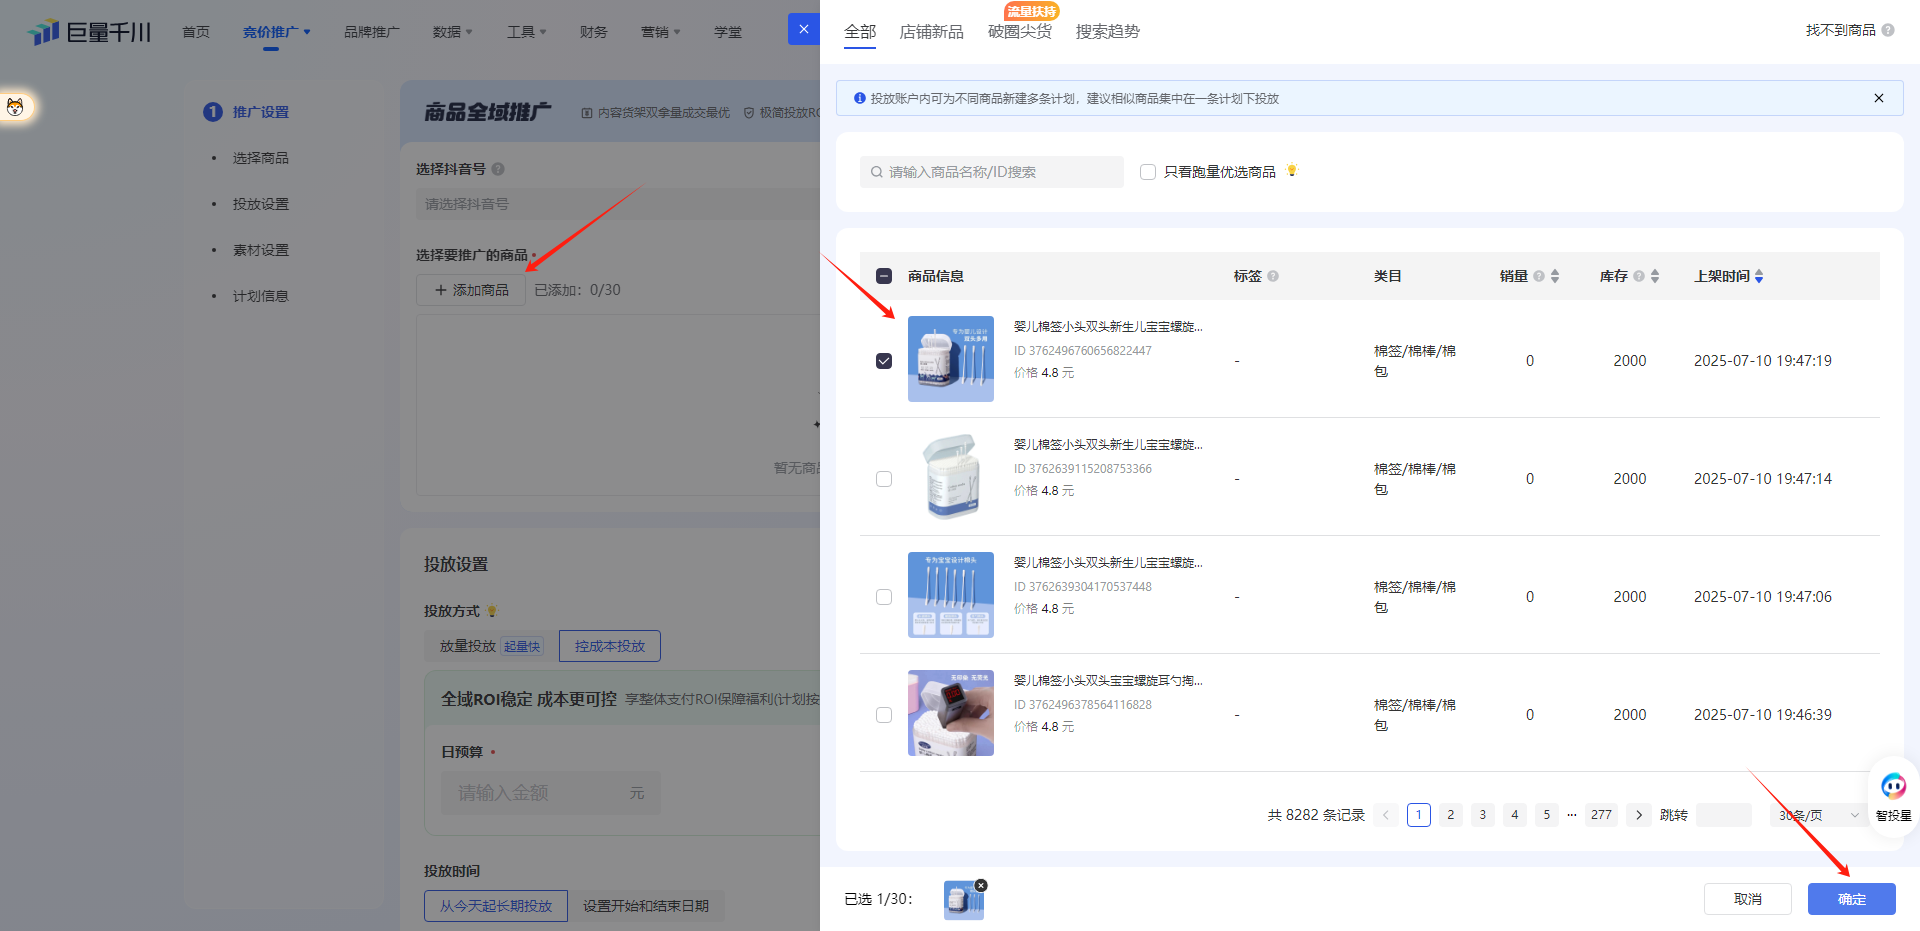 巨量千川
首页
竞价推广
品牌推广
数据
工具
财务
营销
学堂
1 推广设置
选择商品
投放设置
素材设置
计划信息
商品全域推广
内容货架双拿量成交最优
极简投放RO
选择抖音号
请选择抖音号
选择要推广的商品
+ 添加商品
已添加：0/30
暂无商品
投放设置
投放方式
放量投放 起量快
控成本投放
全域ROI稳定 成本更可控 享整体支付ROI保障福利(计划按
日预算
请输入金额 元
投放时间
从今天起长期投放
设置开始和结束日期
全部
店铺新品
流量扶持
破圈尖货
搜索趋势
找不到商品
投放账户内可为不同商品新建多条计划，建议相似商品集中在一条计划下投放
请输入商品名称/ID搜索
只看跑量优选商品
商品信息 标签 类目 销量 库存 上架时间
专为婴儿设计
双头多用
婴儿棉签小头双头新生儿宝宝螺旋...
ID 3762496760656822447
价格 4.8 元
-
棉签/棉棒/棉
包
0
2000
2025-07-10 19:47:19
婴儿棉签小头双头新生儿宝宝螺旋...
ID 3762639115208753366
价格 4.8 元
-
棉签/棉棒/棉
包
0
2000
2025-07-10 19:47:14
专为宝宝设计棉头
婴儿棉签小头双头新生儿宝宝螺旋...
ID 3762639304170537448
价格 4.8 元
-
棉签/棉棒/棉
包
0
2000
2025-07-10 19:47:06
婴儿棉签小头双头宝宝螺旋耳勺掏...
ID 3762496378564116828
价格 4.8 元
-
棉签/棉棒/棉
包
0
2000
2025-07-10 19:46:39
共 8282 条记录 < 1 2 3 4 5 ··· 277 > 跳转 30条/页
智投星
已选 1/30：
取消
确定